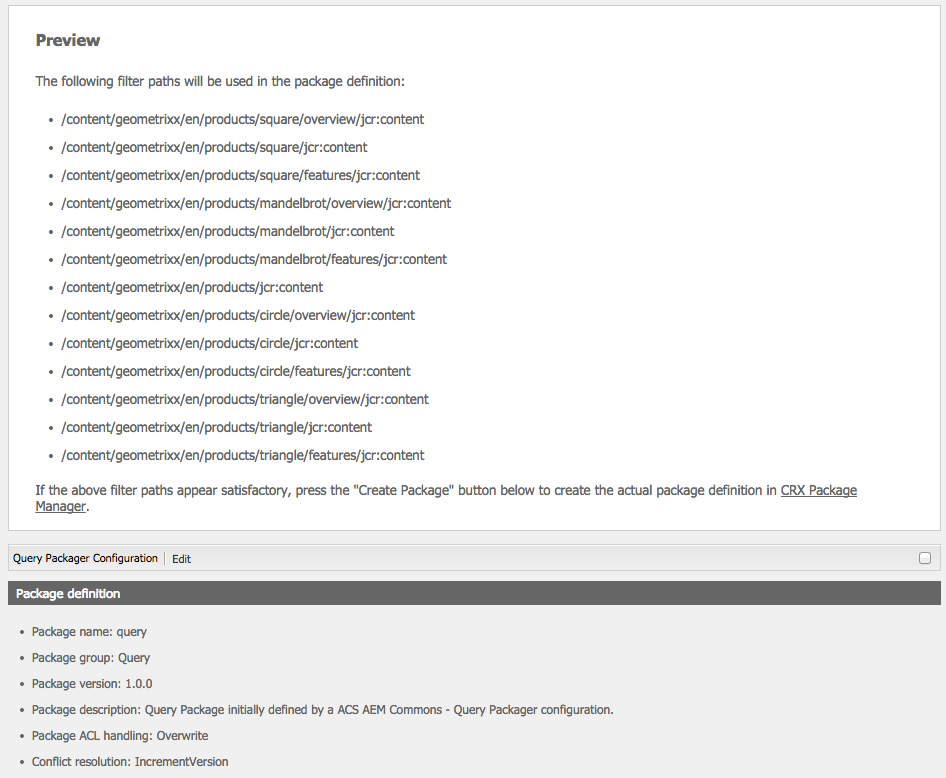 Preview
The following filter paths will be used in the package definition:
• /content/geometrixx/en/products/square/overview/jcr:content
• /content/geometrixx/en/products/square/jcr:content
• /content/geometrixx/en/products/square/features/jcr:content
• /content/geometrixx/en/products/mandelbrot/overview/jcr:content
• /content/geometrixx/en/products/mandelbrot/jcr:content
• /content/geometrixx/en/products/mandelbrot/features/jcr:content
• /content/geometrixx/en/products/jcr:content
• /content/geometrixx/en/products/circle/overview/jcr:content
• /content/geometrixx/en/products/circle/jcr:content
• /content/geometrixx/en/products/circle/features/jcr:content
• /content/geometrixx/en/products/triangle/overview/jcr:content
• /content/geometrixx/en/products/triangle/jcr:content
• /content/geometrixx/en/products/triangle/features/jcr:content
If the above filter paths appear satisfactory, press the "Create Package" button below to create the actual package definition in CRX Package
Manager.
Query Packager Configuration | Edit
Package definition
• Package name: query
• Package group: Query
• Package version: 1.0.0
• Package description: Query Package initially defined by a ACS AEM Commons - Query Packager configuration.
• Package ACL handling: Overwrite
• Conflict resolution: IncrementVersion